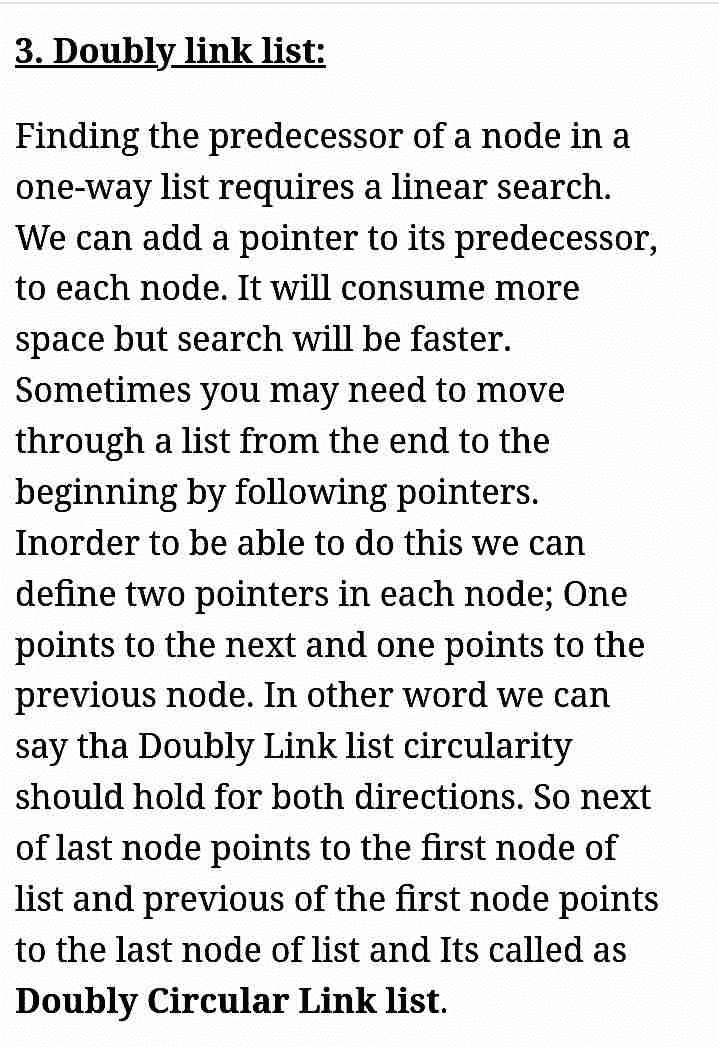 3. Doubly link list:
Finding the predecessor of a node in a
one-way list requires a linear search.
We can add a pointer to its predecessor,
to each node. It will consume more
space but search will be faster.
Sometimes you may need to move
through a list from the end to the
beginning by following pointers.
Inorder to be able to do this we can
define two pointers in each node; One
points to the next and one points to the
previous node. In other word we can
say tha Doubly Link list circularity
should hold for both directions. So next
of last node points to the first node of
list and previous of the first node points
to the last node of list and Its called as
Doubly Circular Link list.